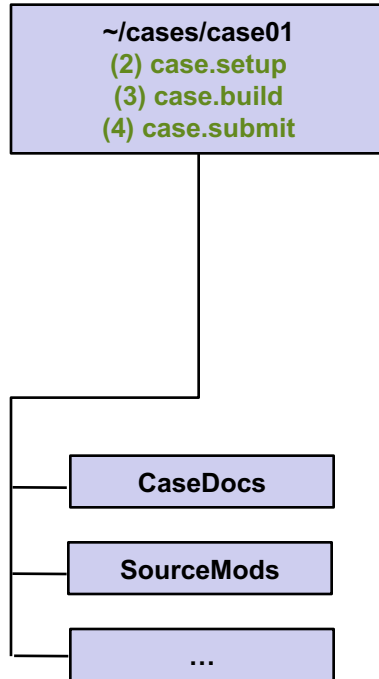 ~/cases/case01
(2) case.setup
(3) case.build
(4) case.submit
CaseDocs
SourceMods
...